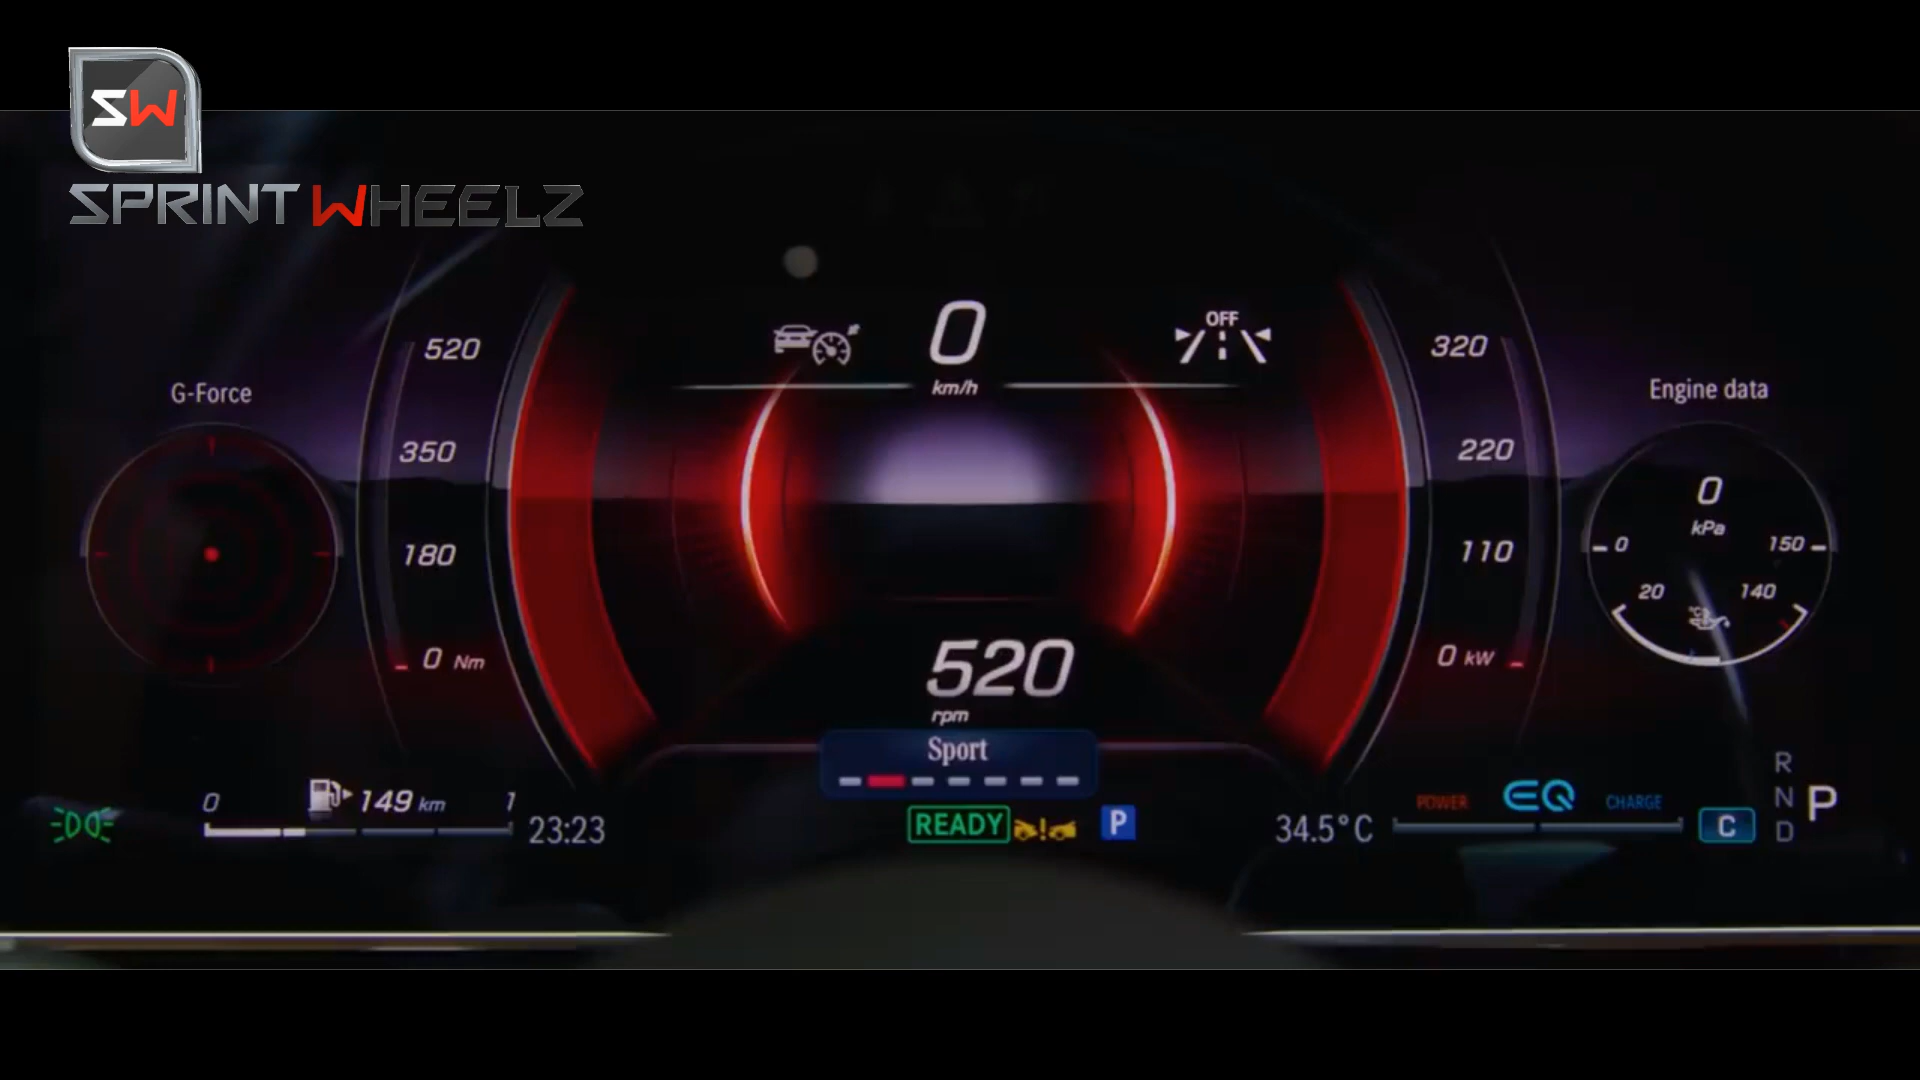 SW
SPRINT WHEELZ
OFF
0
km/h
520
350
180
0 Nm
G-Force
320
220
110
0 kW
Engine data
0
kPa
0 150
20 140
°C
520
rpm
Sport
0 149 km 1
23:23
READY
P
34.5°C
POWER EQ CHARGE
C
R
N
D
P